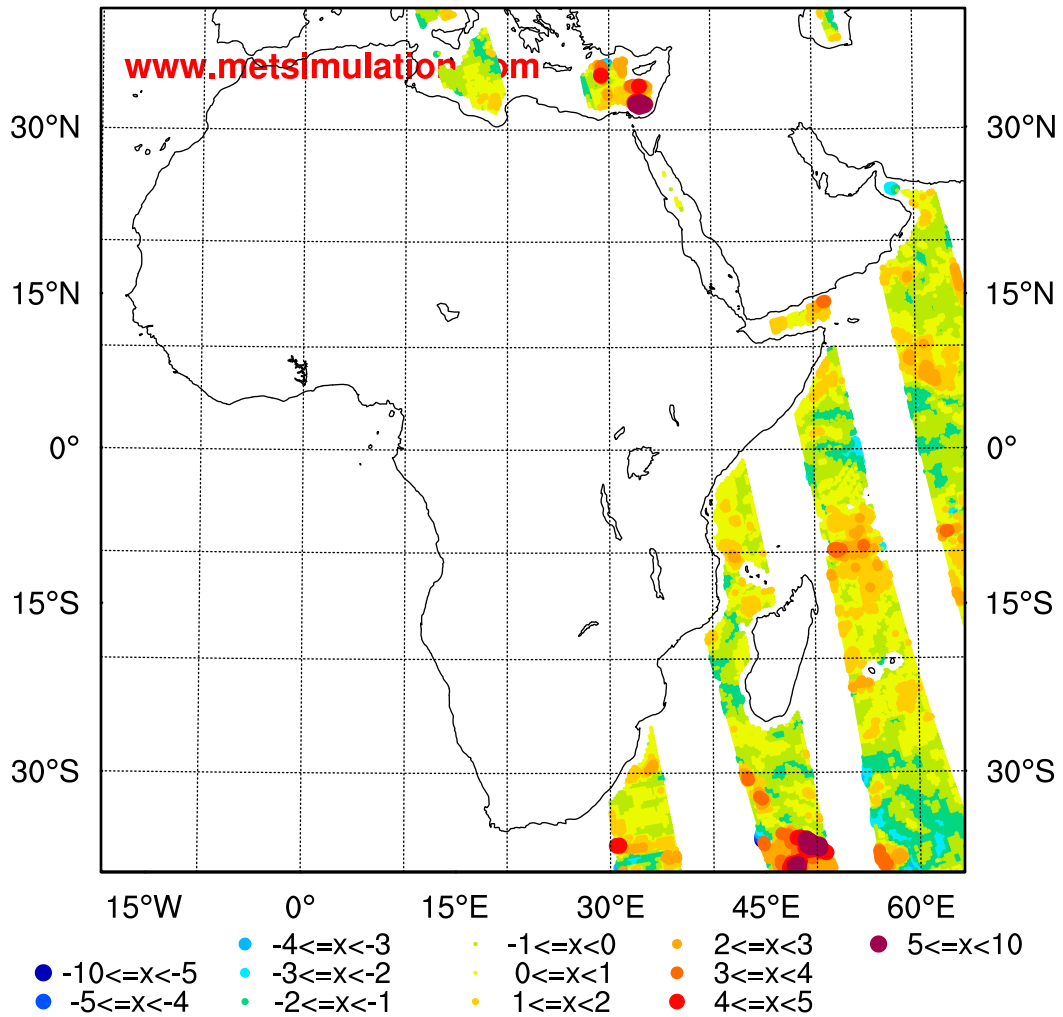 www.metsimulation.com
30°N 30°N
15°N 15°N
0° 0°
15°S 15°S
30°S 30°S
15°W 0° 15°E 30°E 45°E 60°E
-4<=x<-3 -1<=x<0 2<=x<3 5<=x<10
-10<=x<-5 -3<=x<-2 0<=x<1 3<=x<4
-5<=x<-4 -2<=x<-1 1<=x<2 4<=x<5